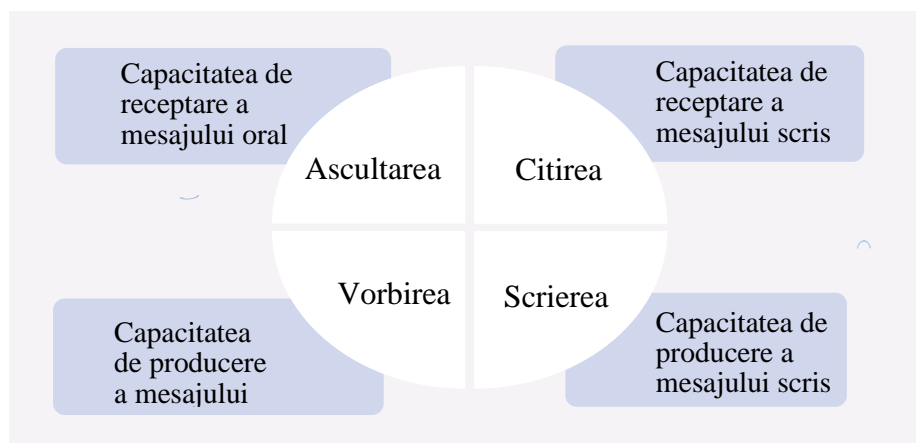 Capacitatea de
receptare a
mesajului oral
Capacitatea de
receptare a
mesajului scris
Ascultarea
Citirea
Vorbirea
Scrierea
Capacitatea
de producere
a mesajului
Capacitatea de
producere a
mesajului scris